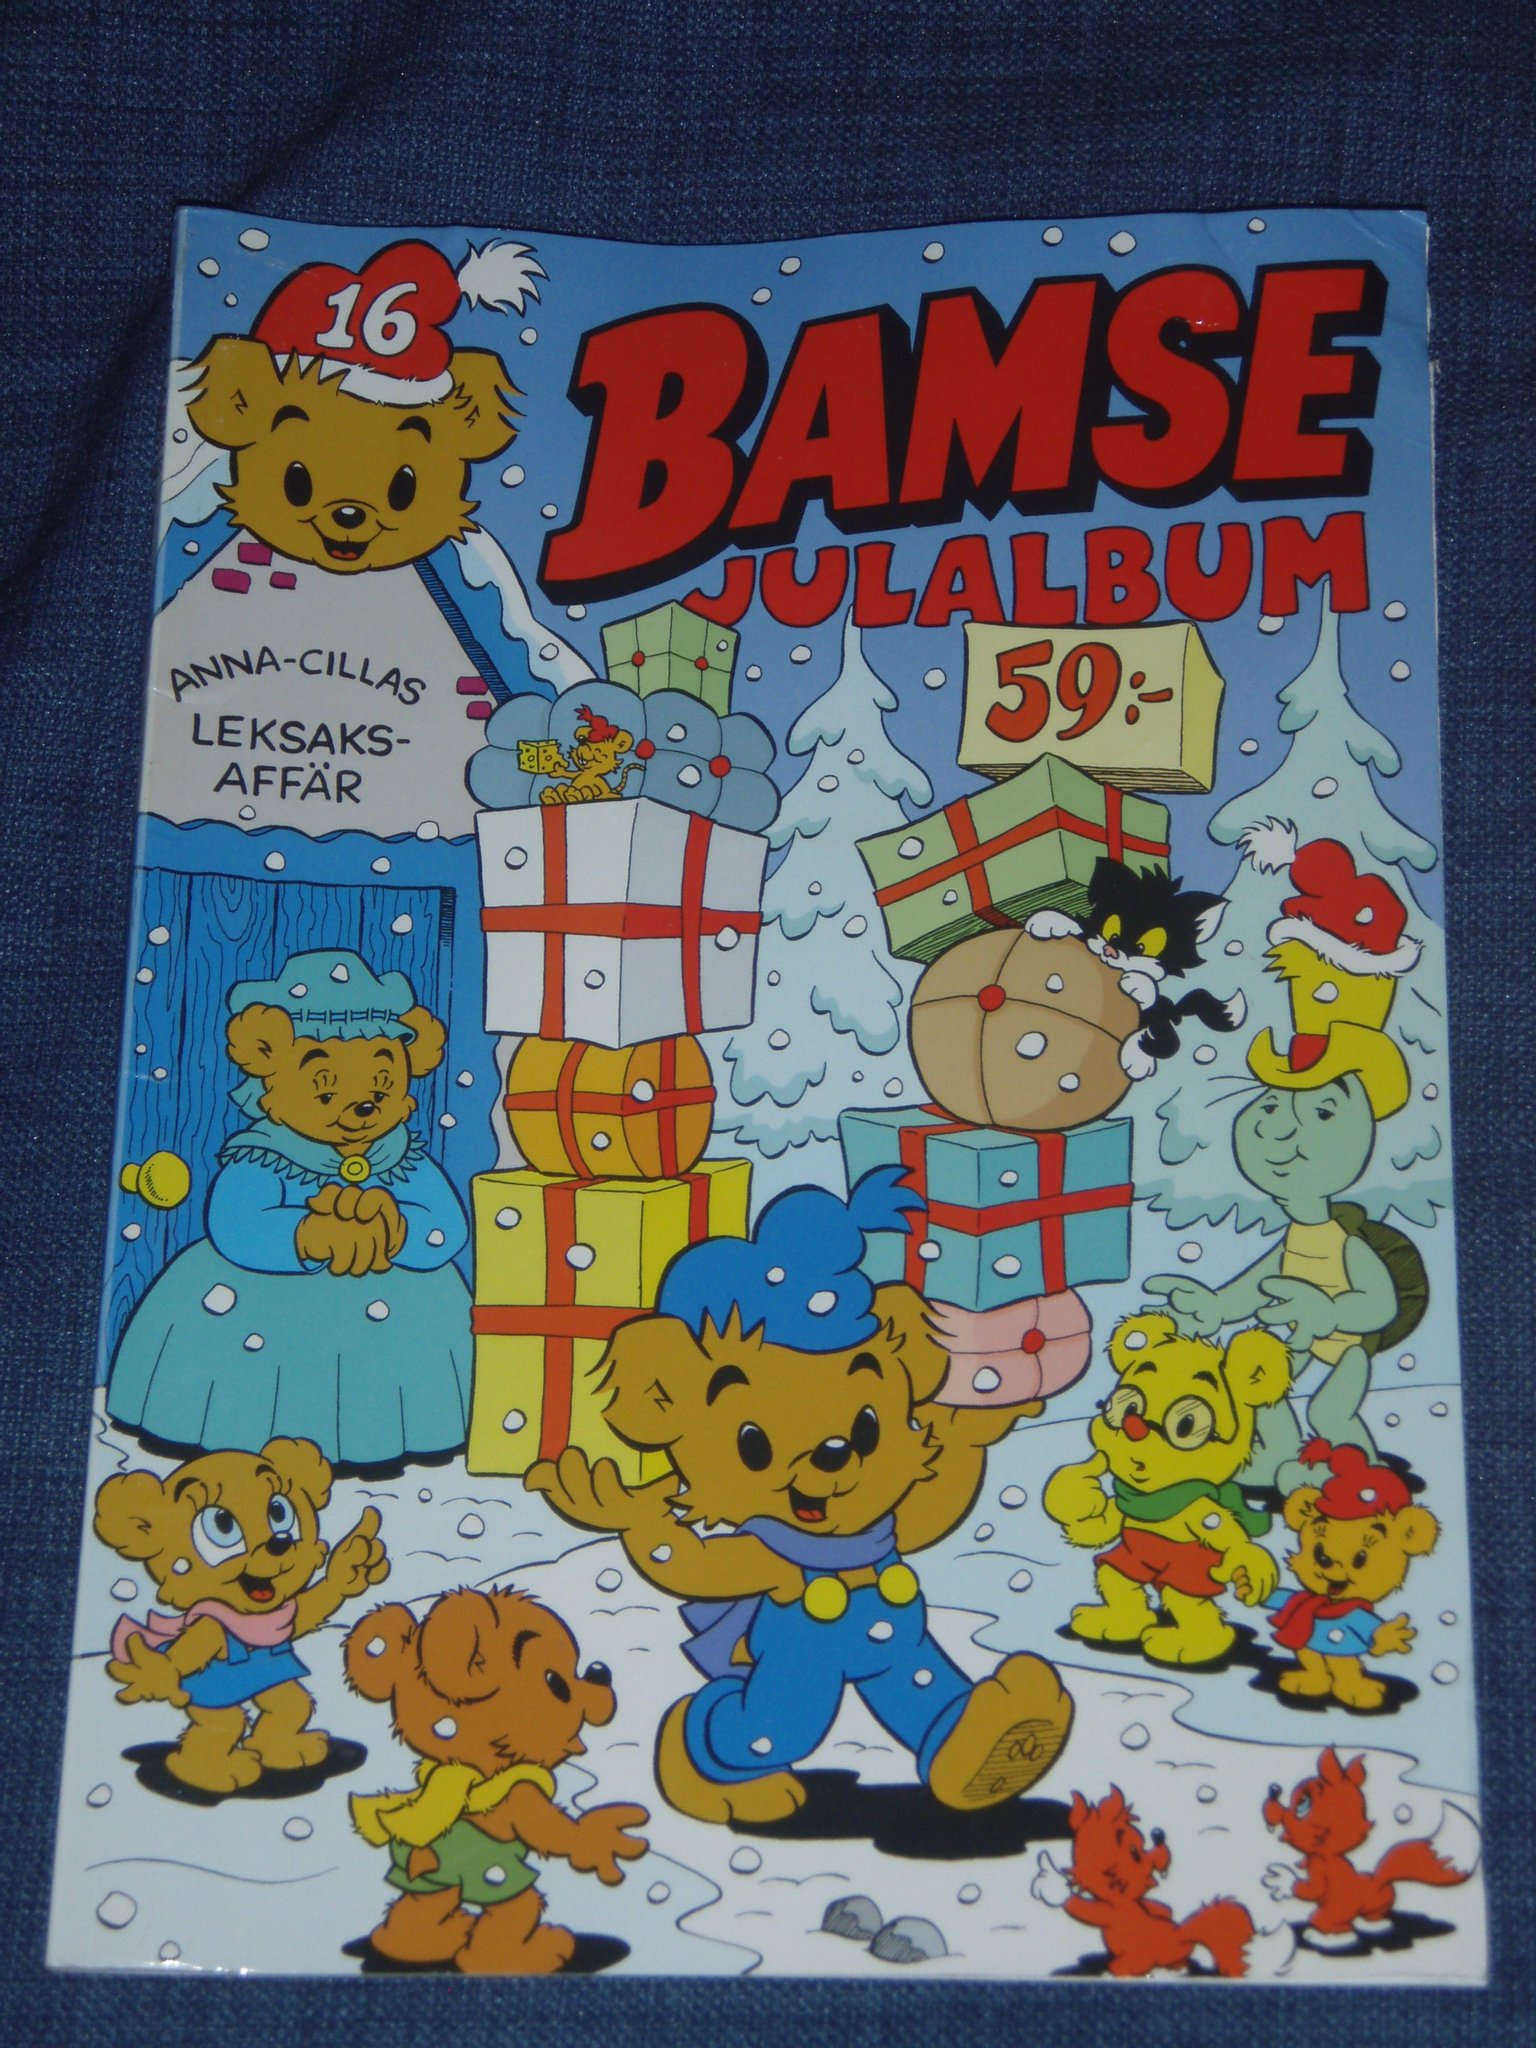 16
BAMSE
JULALBUM
59:-
ANNA-CILLAS
LEKSAKS-
AFFÄR